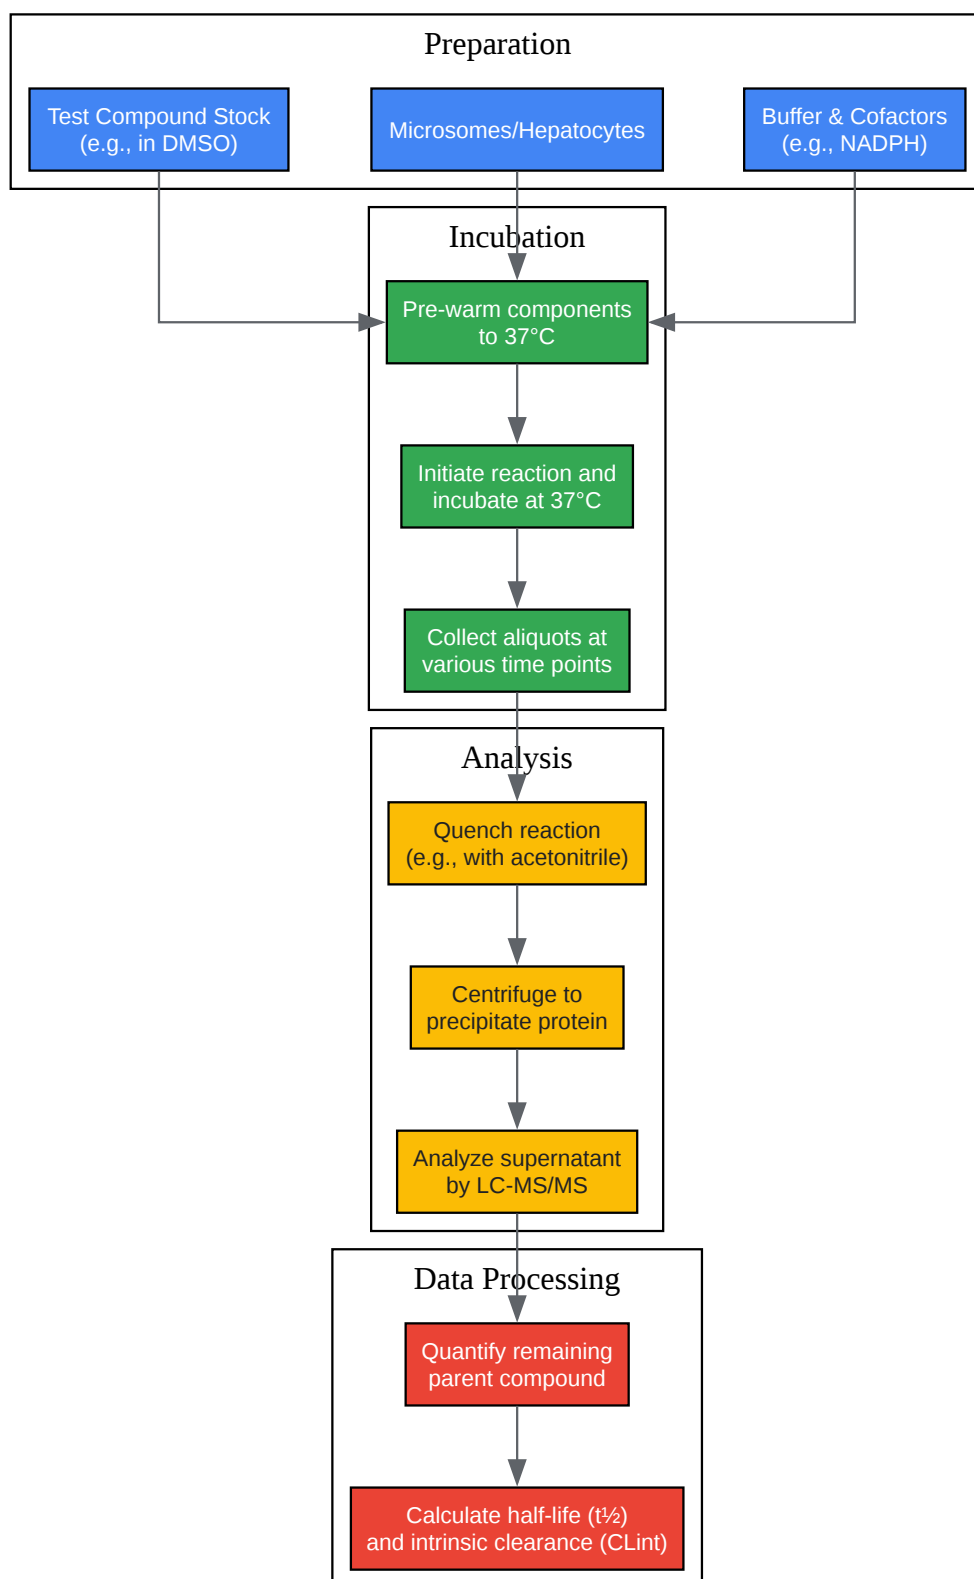 Preparation
Test Compound Stock
(e.g., in DMSO)
Microsomes/Hepatocytes
Buffer & Cofactors
(e.g., NADPH)
Incubation
Pre-warm components
to 37°C
Initiate reaction and
incubate at 37°C
Collect aliquots at
various time points
Analysis
Quench reaction
(e.g., with acetonitrile)
Centrifuge to
precipitate protein
Analyze supernatant
by LC-MS/MS
Data Processing
Quantify remaining
parent compound
Calculate half-life (t½)
and intrinsic clearance (CLint)